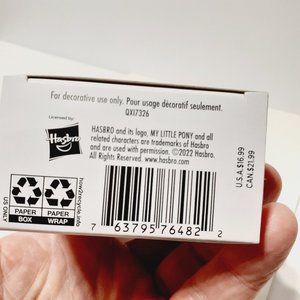 For decorative use only. Pour usage décoratif seulement.
QXI7326
Licensed by:
Hasbro
HASBRO and its logo, MY LITTLE PONY and all
related characters are trademarks of Hasbro
and are used with permission. ©2022 Hasbro.
All Rights Reserved. www.hasbro.com
US ONLY
PAPER
BOX
PAPER
WRAP
how2recycle.info
7 63795 76482 2
U.S.A. $16.99
CAN.$21.99